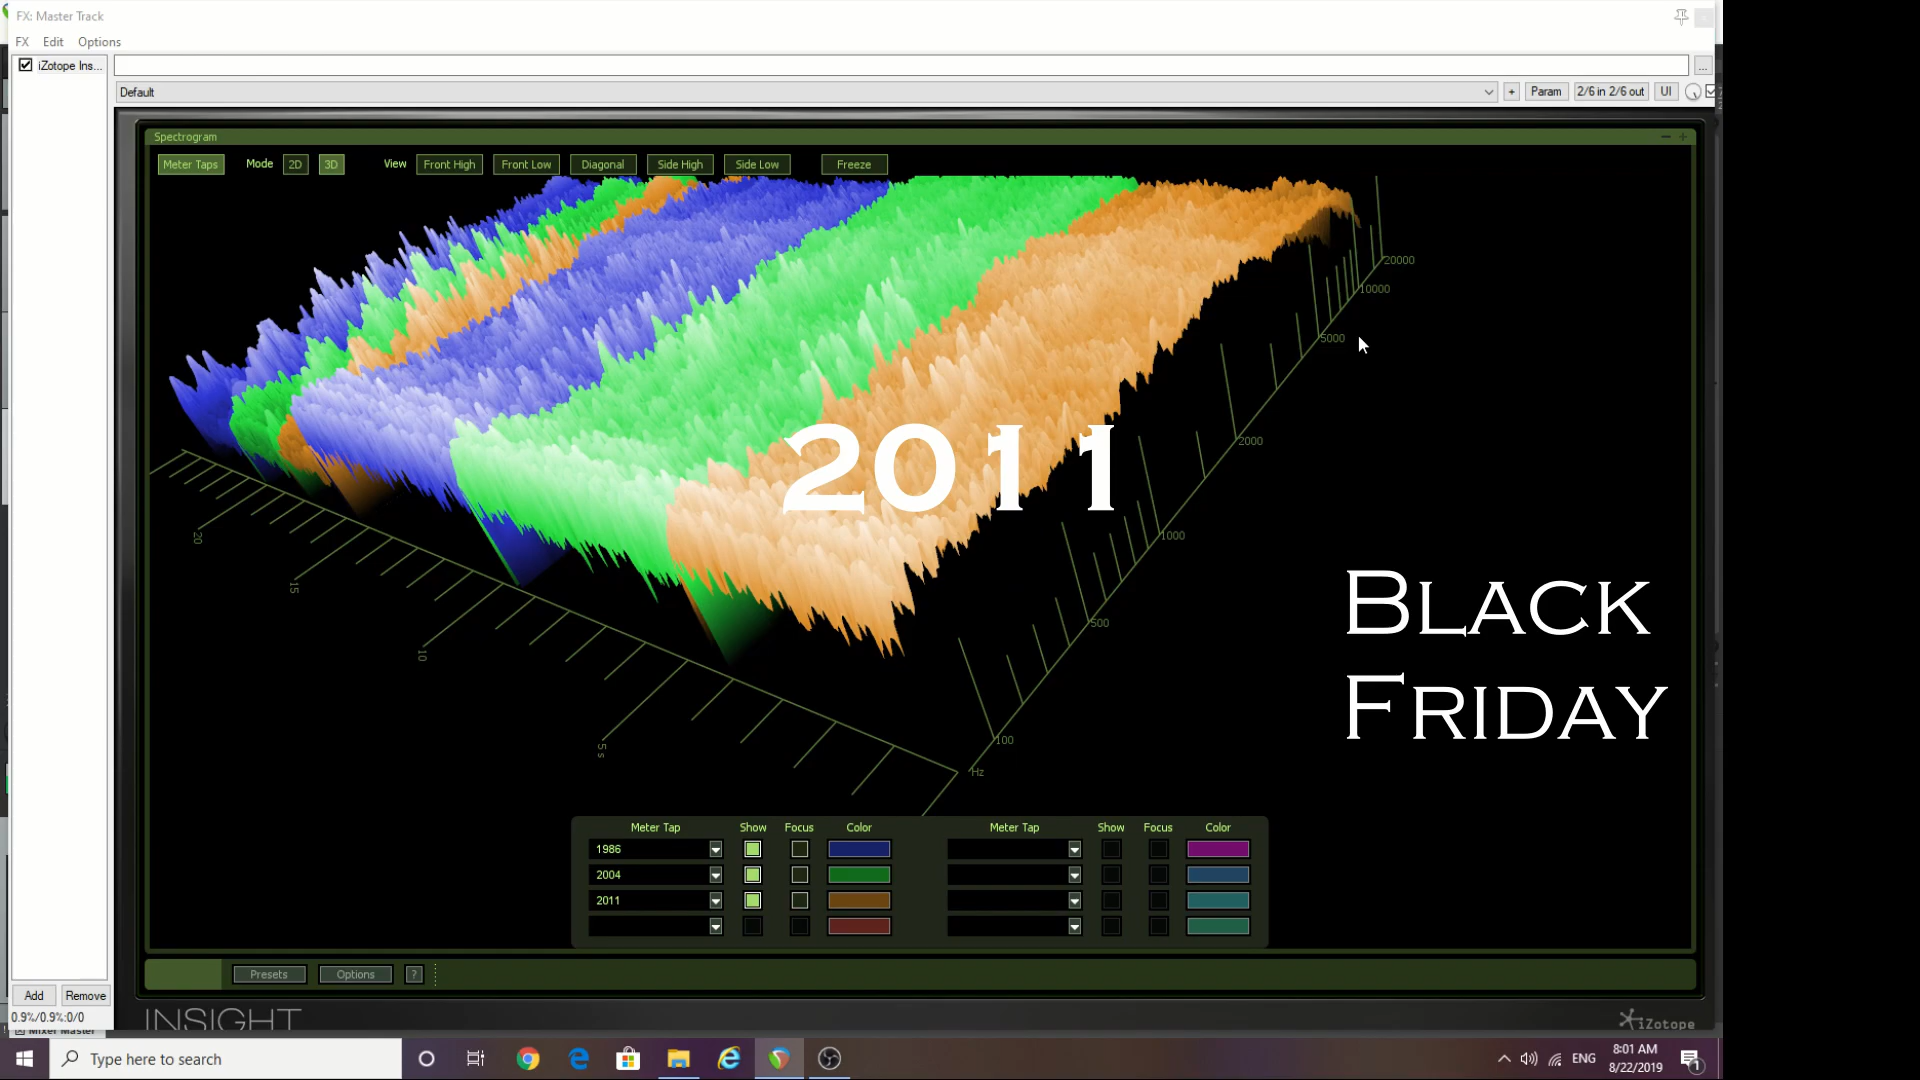 FX: Master Track
FX Edit Options
iZotope Ins... ...
Default + Param 2/6 in 2/6 out UI
Spectrogram
Meter Taps Mode 2D 3D View Front High Front Low Diagonal Side High Side Low Freeze
20000
10000
5000
2000
1000
500
100
Hz
20
15
10
5 s
2011
BLACK
FRIDAY
Meter Tap Show Focus Color Meter Tap Show Focus Color
1986
2004
2011
Presets Options ?
Add Remove
0.9%/0.9%:0/0
INSIGHT iZotope
Mixer Master
Type here to search
ENG 8:01 AM
8/22/2019
1